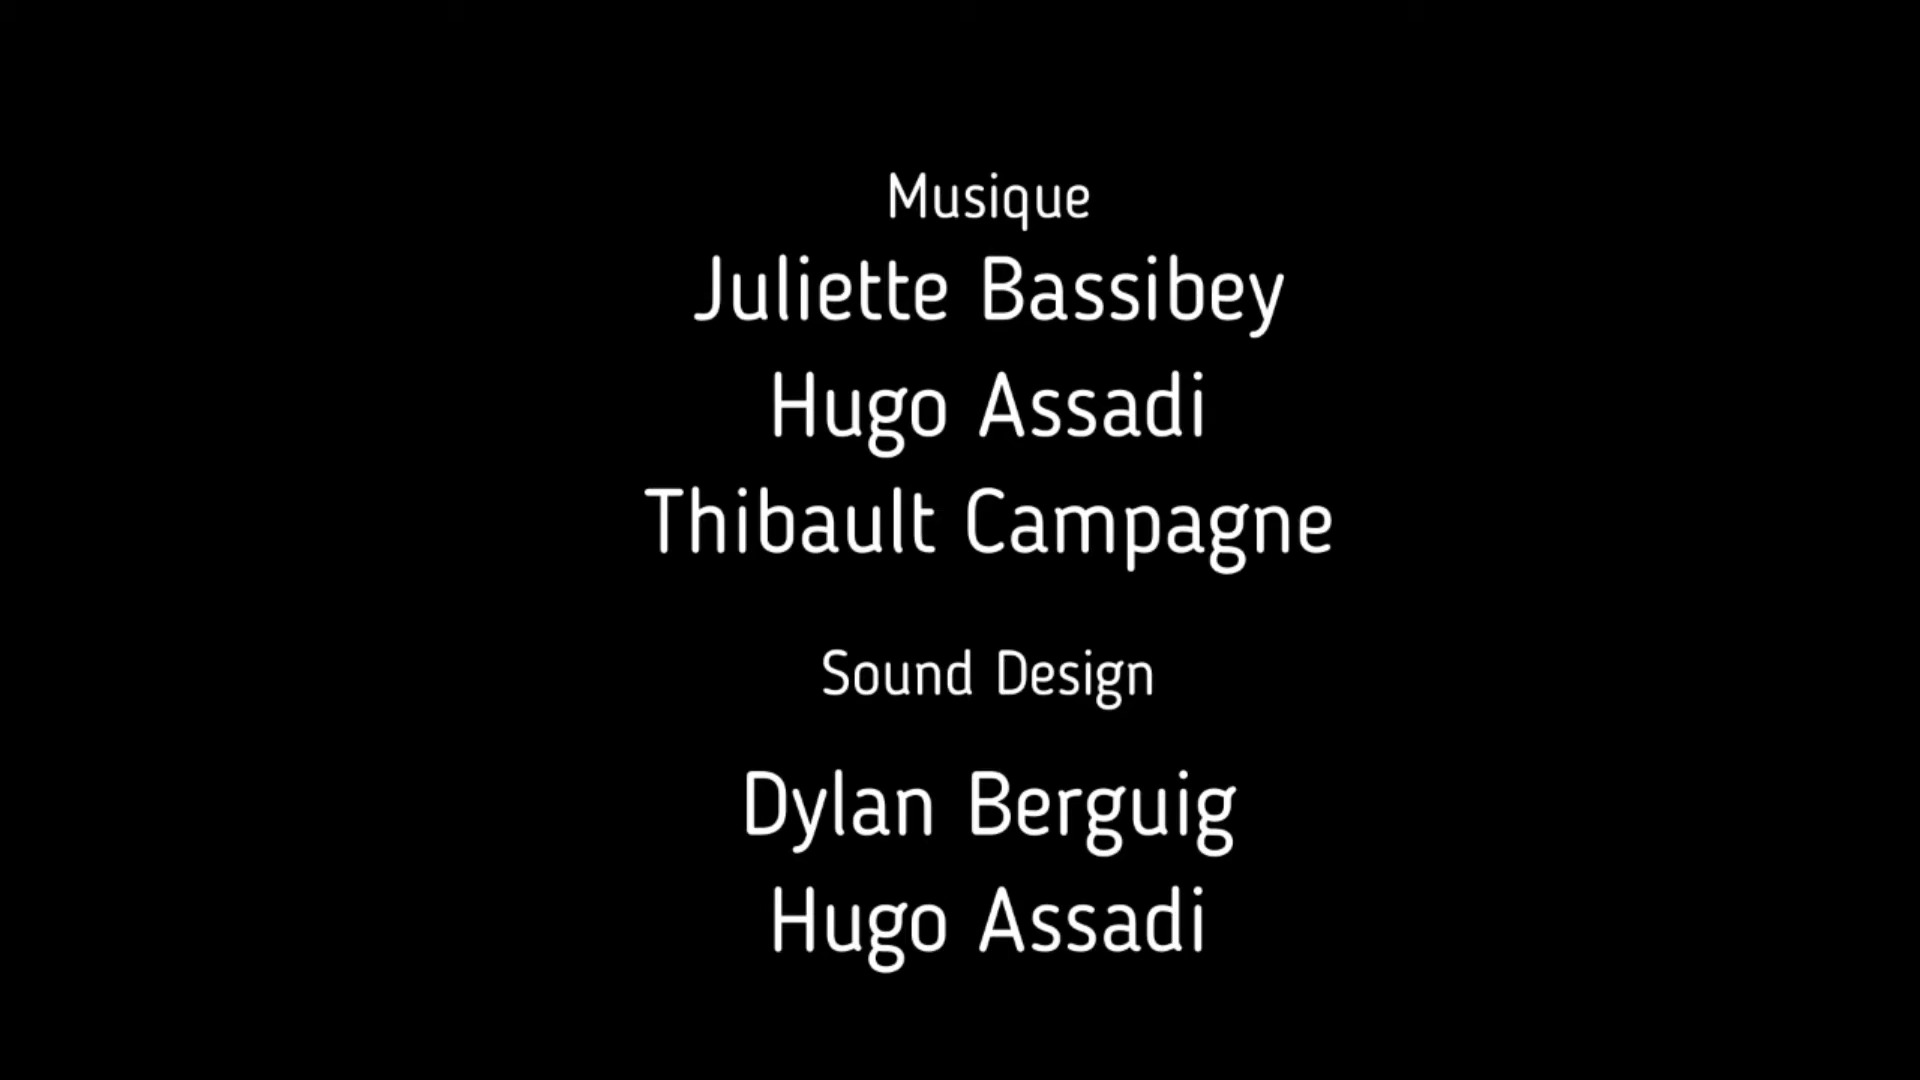 Musique
Juliette Bassibey
Hugo Assadi
Thibault Campagne
Sound Design
Dylan Berguig
Hugo Assadi